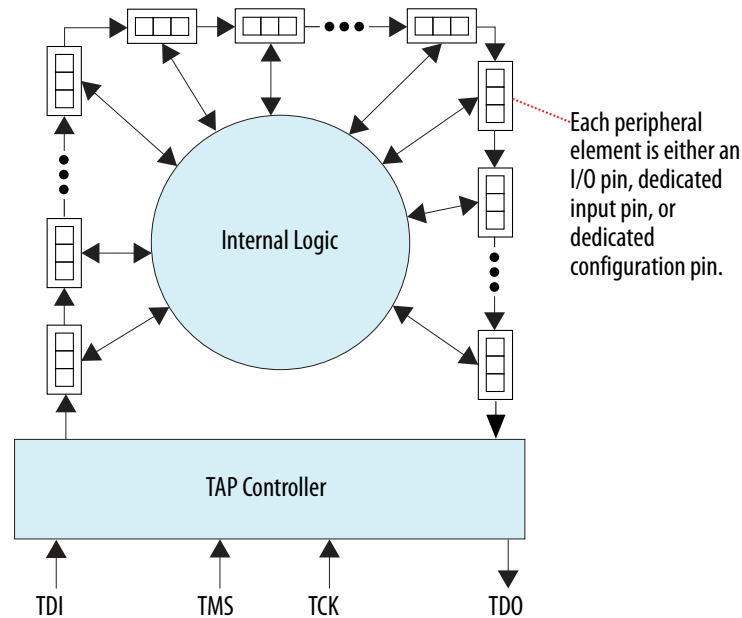 Each peripheral
element is either an
I/O pin, dedicated
input pin, or
dedicated
configuration pin.
Internal Logic
TAP Controller
TDI
TMS
TCK
TDO